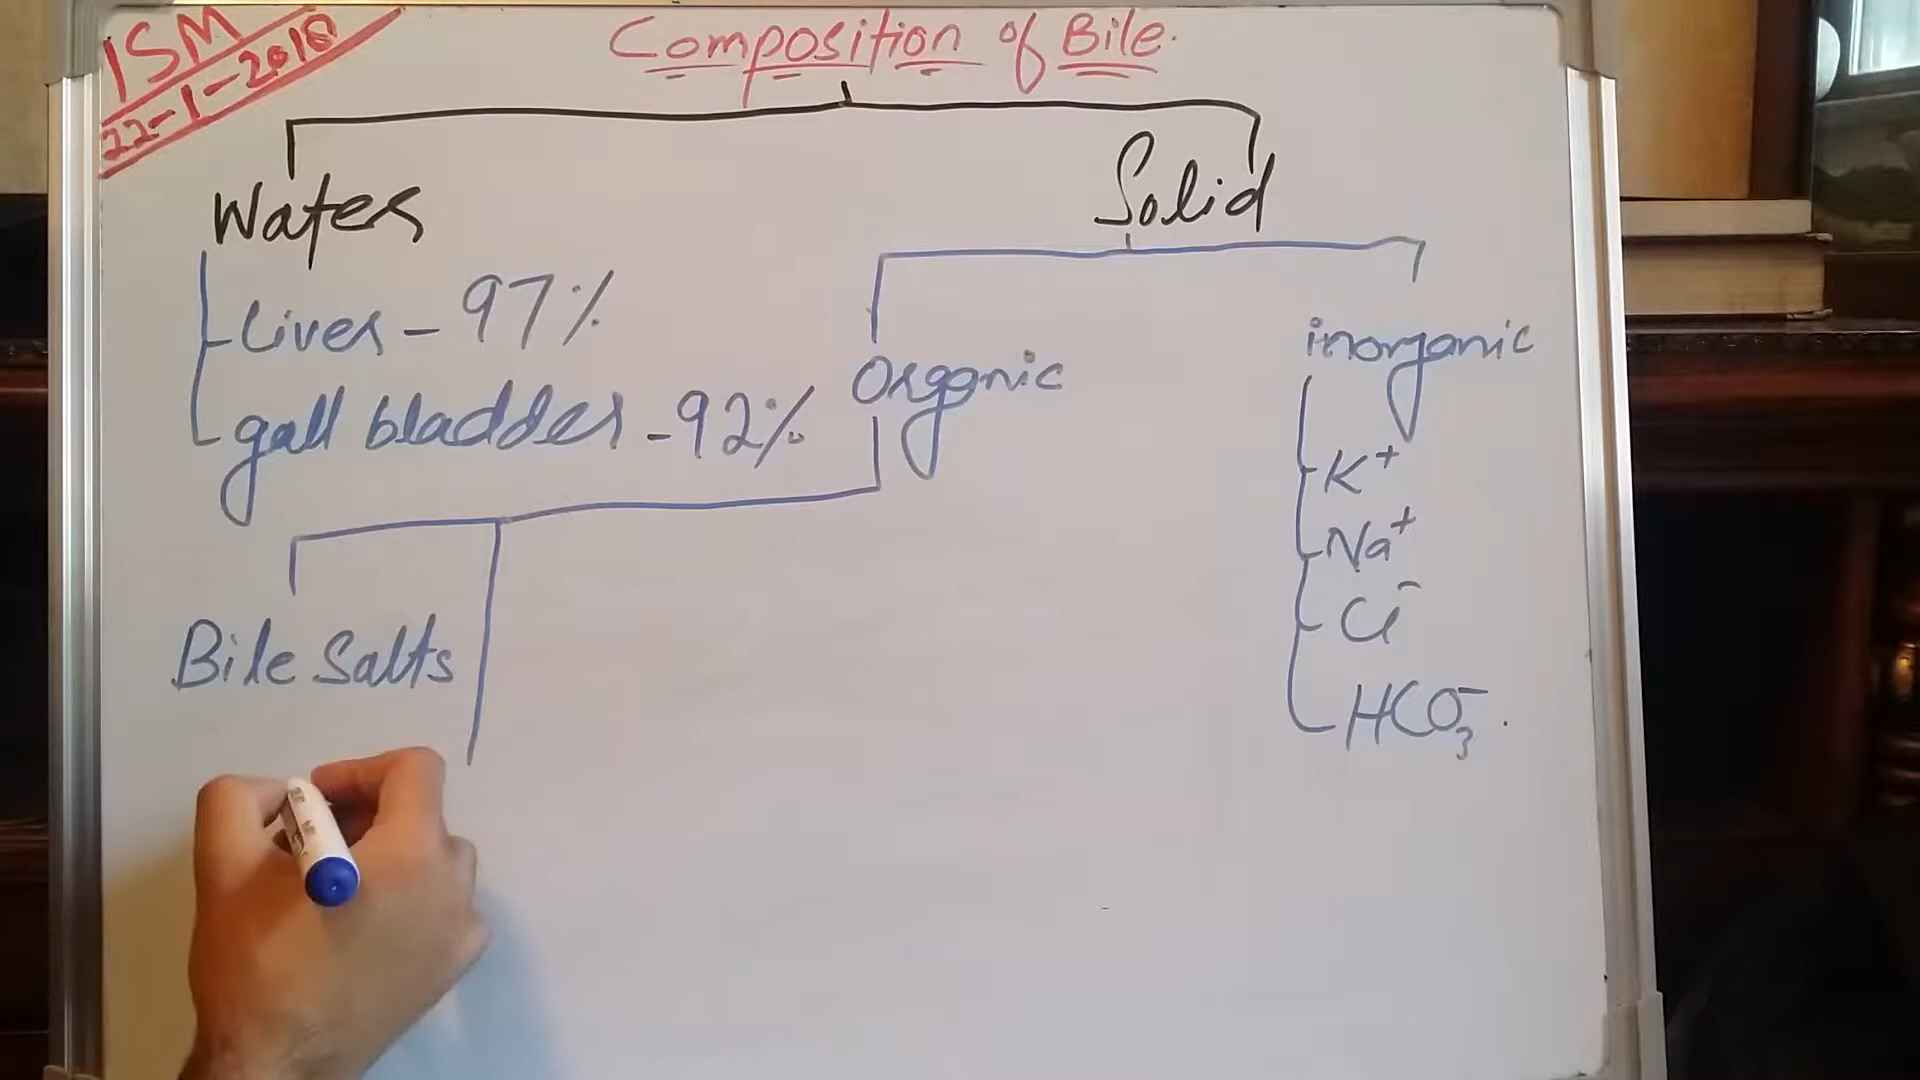 ISM
22-1-2018
Composition of Bile.
Water
Solid
Liver - 97%
gall bladder - 92%
Organic
inorganic
K⁺
Na⁺
Cl⁻
HCO₃⁻.
Bile Salts